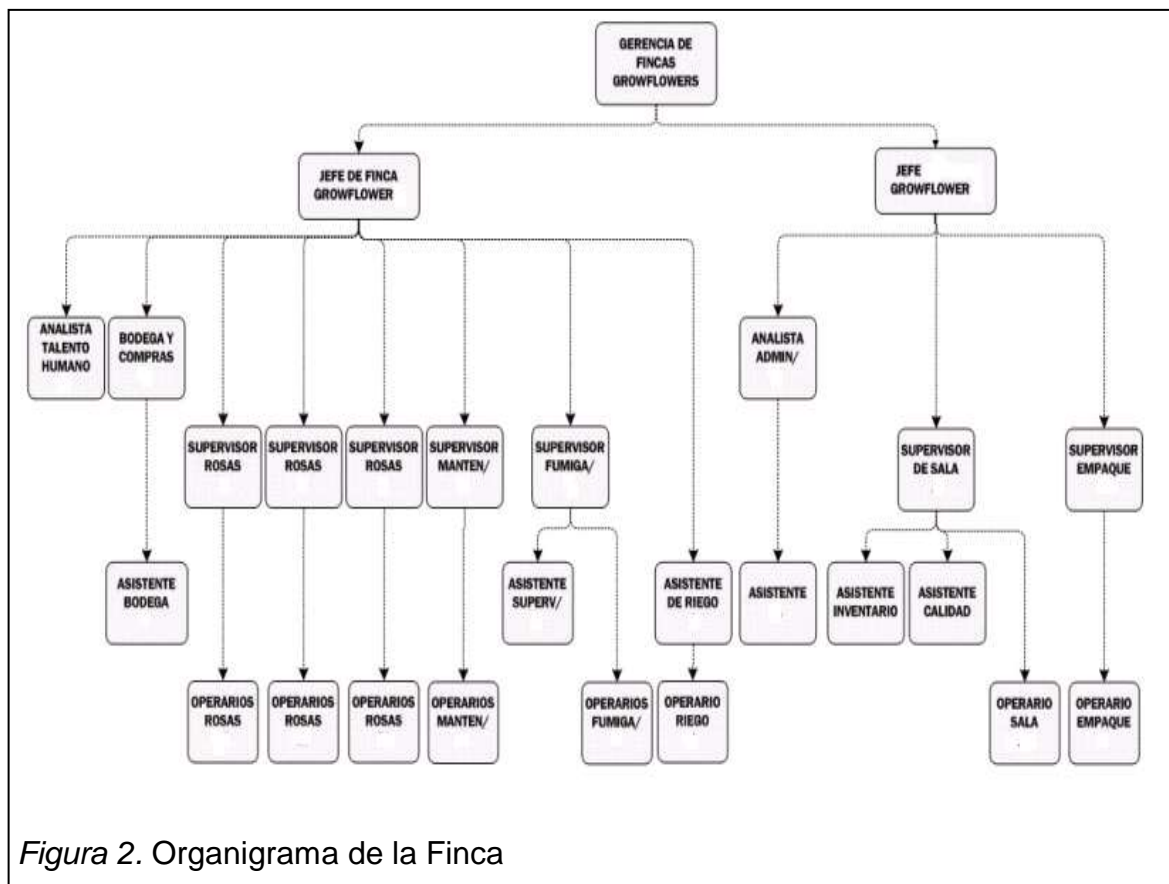 GERENCIA DE
FINCAS
GROWFLOWERS
JEFE DE FINCA
GROWFLOWER
JEFE
GROWFLOWER
ANALISTA
TALENTO
HUMANO
BODEGA Y
COMPRAS
ANALISTA
ADMIN/
SUPERVISOR
ROSAS
SUPERVISOR
ROSAS
SUPERVISOR
ROSAS
SUPERVISOR
MANTEN/
SUPERVISOR
FUMIGA/
SUPERVISOR
DE SALA
SUPERVISOR
EMPAQUE
ASISTENTE
BODEGA
ASISTENTE
SUPERV/
ASISTENTE
DE RIEGO
ASISTENTE
ASISTENTE
INVENTARIO
ASISTENTE
CALIDAD
OPERARIOS
ROSAS
OPERARIOS
ROSAS
OPERARIOS
ROSAS
OPERARIOS
MANTEN/
OPERARIOS
FUMIGA/
OPERARIO
RIEGO
OPERARIO
SALA
OPERARIO
EMPAQUE
Figura 2. Organigrama de la Finca